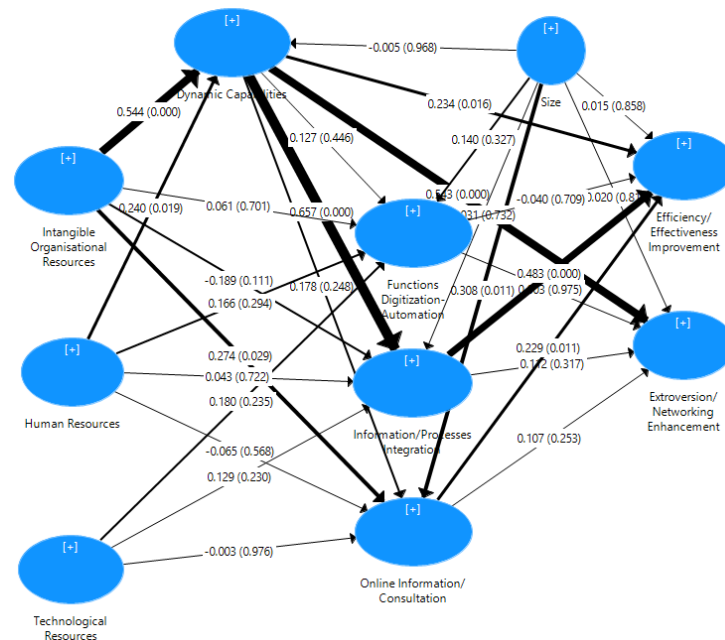 [+]
[+]
-0.005 (0.968)
Dynamic Capabilities
Size
0.544 (0.000)
0.234 (0.016)
0.015 (0.858)
0.127 (0.446)
0.140 (0.327)
[+]
[+]
0.240 (0.019)
0.061 (0.701)
0.657 (0.000)
0.543 (0.000)
-0.040 (0.709)
[+]
Intangible
Organisational
Resources
Efficiency/
Effectiveness
Improvement
-0.189 (0.111)
0.178 (0.248)
Functions
Digitization-
Automation
0.308 (0.011)
0.483 (0.000)
0.166 (0.294)
[+]
[+]
0.274 (0.029)
0.043 (0.722)
[+]
0.229 (0.011)
0.180 (0.235)
Human Resources
Information/Processes
Integration
Extroversion/
Networking
Enhancement
-0.065 (0.568)
0.107 (0.253)
0.129 (0.230)
[+]
[+]
-0.003 (0.976)
Online Information/
Consultation
Technological
Resources